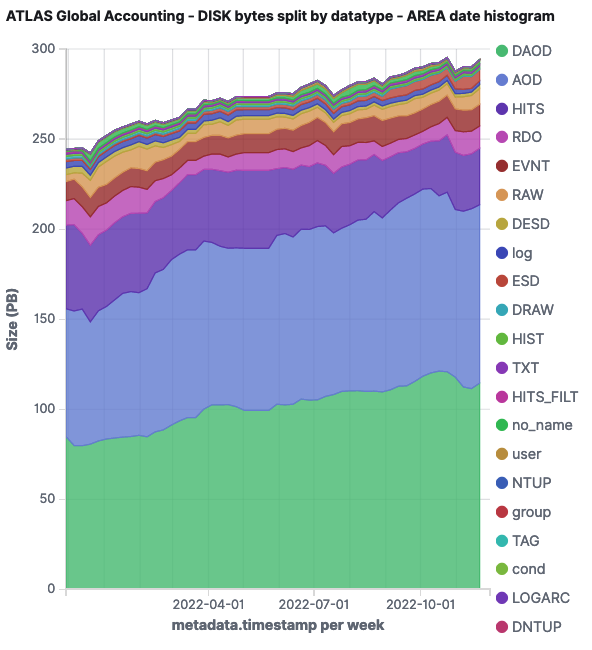 ATLAS Global Accounting - DISK bytes split by datatype - AREA date histogram
Size (PB)
300
250
200
150
100
50
0
2022-04-01
2022-07-01
2022-10-01
metadata.timestamp per week
DAOD
AOD
HITS
RDO
EVNT
RAW
DESD
log
ESD
DRAW
HIST
TXT
HITS_FILT
no_name
user
NTUP
group
TAG
cond
LOGARC
DNTUP